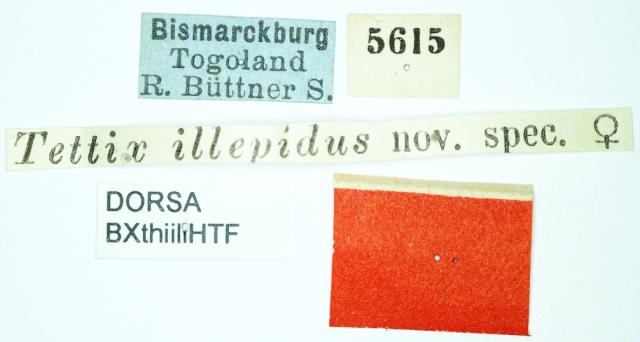 Bismarckburg
Togoland
R. Büttner S.
5615
Tettix illepidus nov. spec. ♀
DORSA
BXthiiliHTF